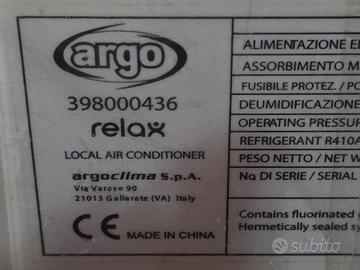 argo
398000436
relax
LOCAL AIR CONDITIONER
argoclima S.p.A.
Via Varese 90
21013 Gallarate (VA) Italy
CE MADE IN CHINA
ALIMENTAZIONE
ASSORBIMENTO
FUSIBILE PROTEZ. /
DEUMIDIFICAZIONE
OPERATING PRESSUR
REFRIGERANT R410A
PESO NETTO / NET
No DI SERIE / SERIAL
Contains fluorinated
Hermetically sealed
subito